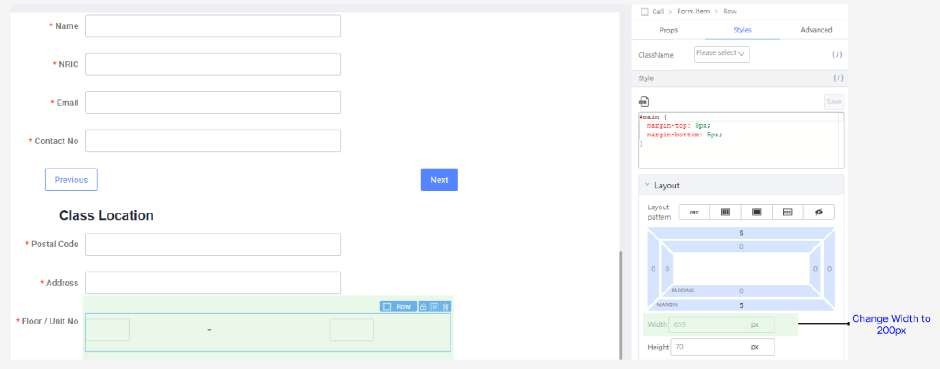 * Name
* NRIC
* Email
* Contact No
Previous
Next
Class Location
* Postal Code
* Address
Row
* Floor / Unit No
-
Call > Form.Item > Row
Props
Styles
Advanced
ClassName
Please select
{/}
Style
{/}
Save
#main {
margin-top: 5px;
margin-bottom: 5px;
}
Layout
Layout
pattern
5
0
0 0
0 0
PADDING 0
MARGIN 5
Width
px
Height 70 px
Change Width to
200px